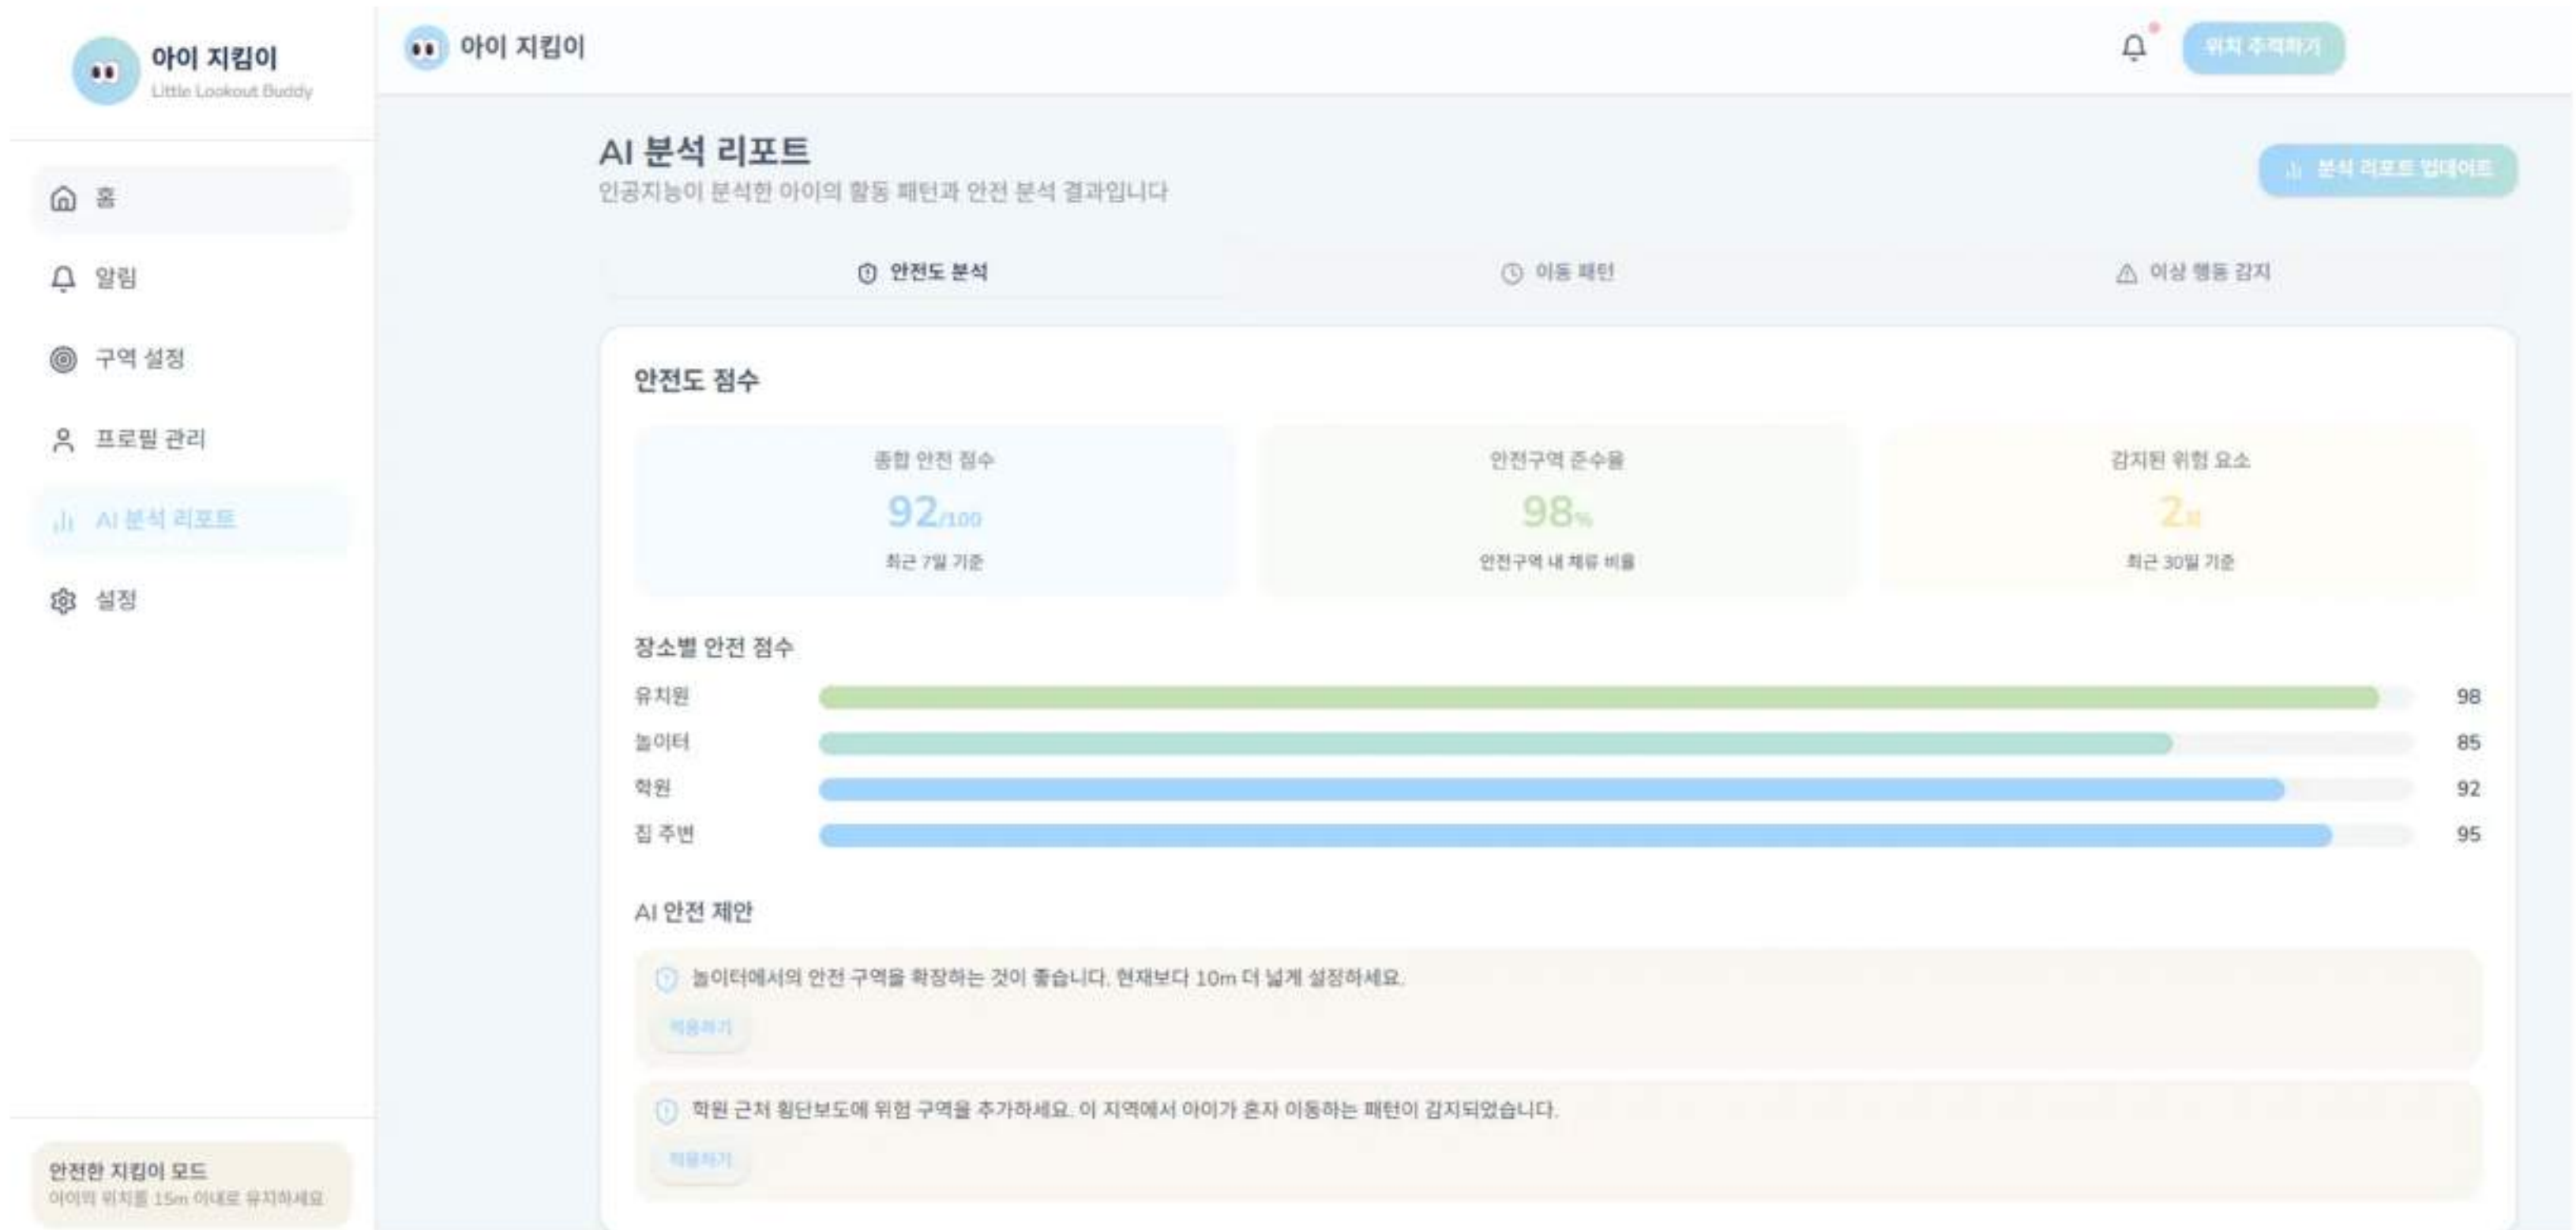 아이 지킴이
Little Lookout Buddy
홈
알림
구역 설정
프로필 관리
AI 분석 리포트
설정
안전한 지킴이 모드
아이의 위치를 15m 이내로 유지하세요
아이 지킴이
위치 추적하기
AI 분석 리포트
인공지능이 분석한 아이의 활동 패턴과 안전 분석 결과입니다
분석 리포트 업데이트
안전도 분석
이동 패턴
이상 행동 감지
안전도 점수
종합 안전 점수
92/100
최근 7일 기준
안전구역 준수율
98%
안전구역 내 체류 비율
감지된 위험 요소
2
최근 30일 기준
장소별 안전 점수
유치원 98
놀이터 85
학원 92
집 주변 95
AI 안전 제안
놀이터에서의 안전 구역을 확장하는 것이 좋습니다. 현재보다 10m 더 넓게 설정하세요.
적용하기
학원 근처 횡단보도에 위험 구역을 추가하세요. 이 지역에서 아이가 혼자 이동하는 패턴이 감지되었습니다.
적용하기